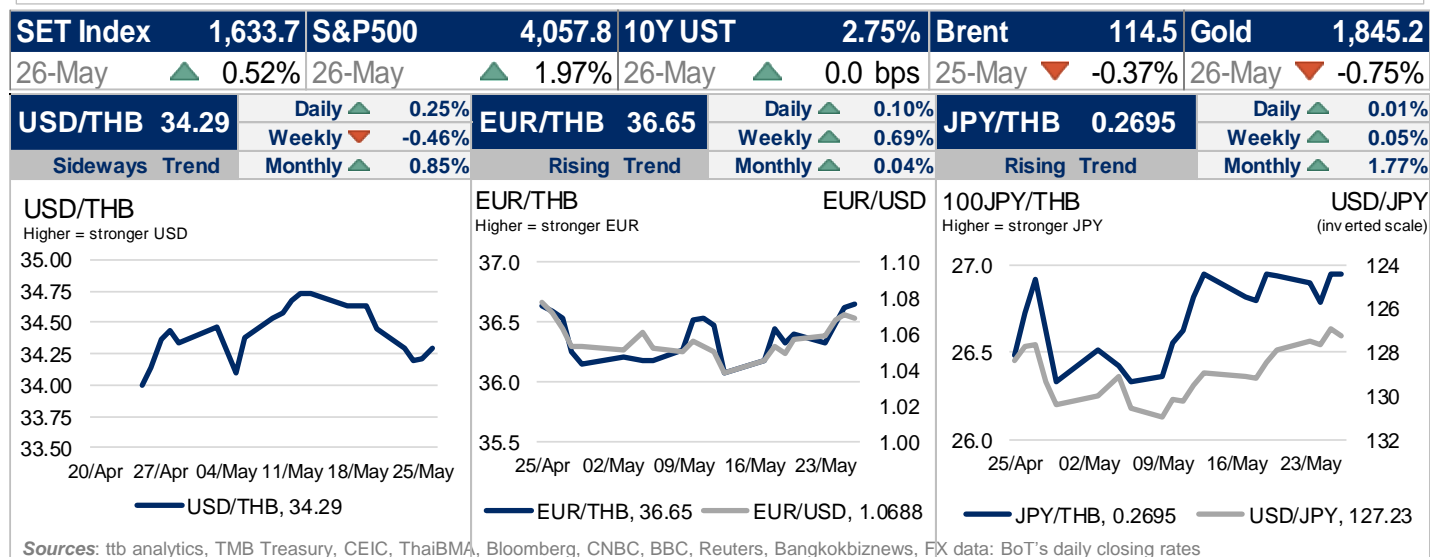 SET Index 1,633.7 S&P500 4,057.8 10Y UST 2.75% Brent 114.5 Gold 1,845.2
26-May 0.52% 26-May 1.97% 26-May 0.0 bps 25-May -0.37% 26-May -0.75%
USD/THB 34.29
Daily 0.25%
Weekly -0.46%
Sideways Trend Monthly 0.85%
EUR/THB 36.65
Daily 0.10%
Weekly 0.69%
Rising Trend Monthly 0.04%
JPY/THB 0.2695
Daily 0.01%
Weekly 0.05%
Rising Trend Monthly 1.77%
USD/THB
Higher = stronger USD
35.00
34.75
34.50
34.25
34.00
33.75
33.50
20/Apr 27/Apr 04/May 11/May 18/May 25/May
USD/THB, 34.29
EUR/THB EUR/USD
Higher = stronger EUR
37.0 1.10
1.08
36.5 1.06
36.0 1.04
1.02
35.5 1.00
25/Apr 02/May 09/May 16/May 23/May
EUR/THB, 36.65 EUR/USD, 1.0688
100JPY/THB USD/JPY
Higher = stronger JPY (inverted scale)
27.0 124
126
26.5 128
130
26.0 132
25/Apr 02/May 09/May 16/May 23/May
JPY/THB, 0.2695 USD/JPY, 127.23
Sources: ttb analytics, TMB Treasury, CEIC, ThaiBMA, Bloomberg, CNBC, BBC, Reuters, Bangkokbiznews, FX data: BoT's daily closing rates